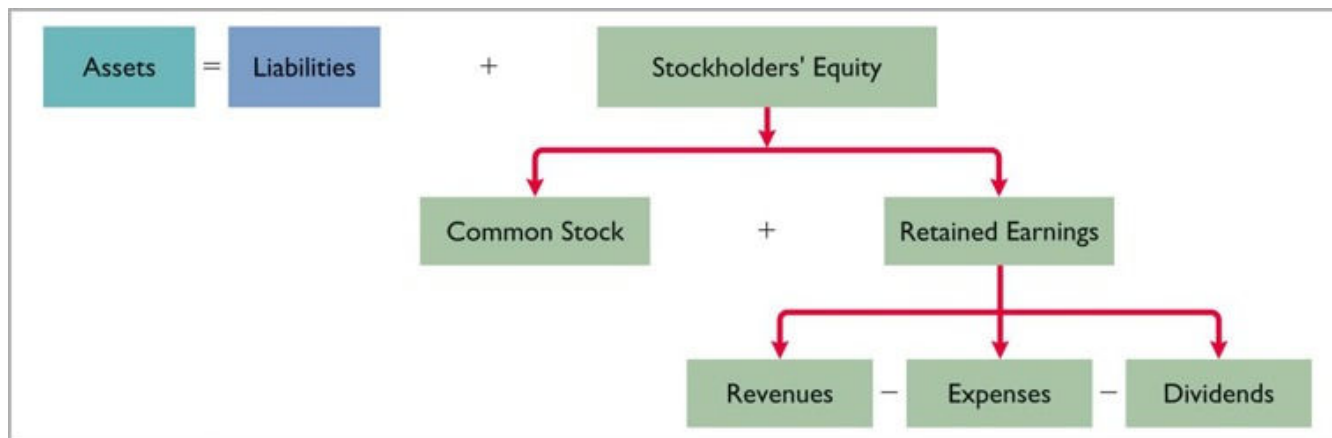 Assets = Liabilities + Stockholders' Equity
Common Stock + Retained Earnings
Revenues – Expenses – Dividends